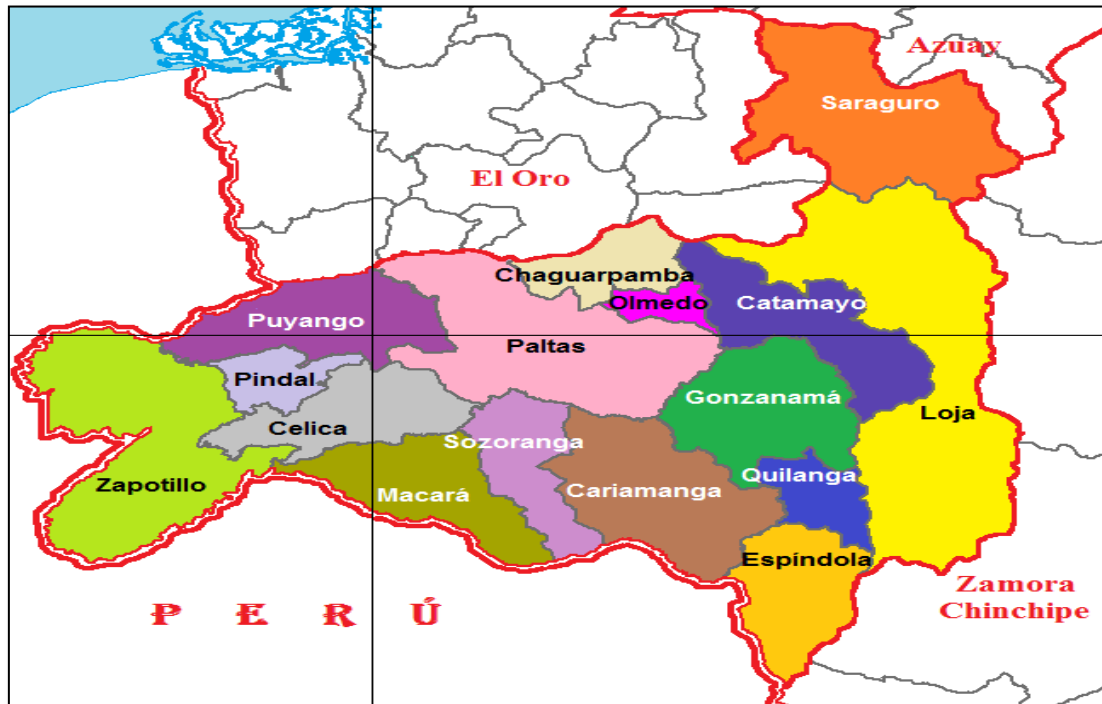 Azuay
Saraguro
El Oro
Chaguarpamba
Olmedo
Catamayo
Puyango
Paltas
Pindal
Gonzanamá
Loja
Celica
Sozoranga
Quilanga
Zapotillo
Macará
Cariamanga
Espíndola
Zamora
Chinchipe
PERÚ